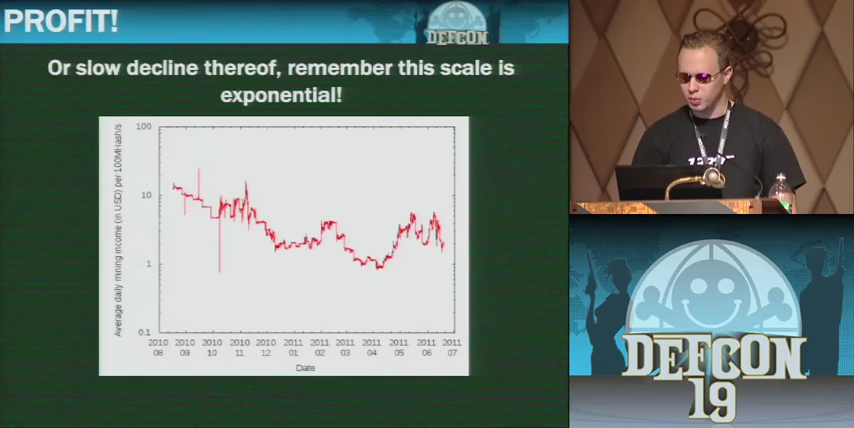 PROFIT!
DEFCON
Or slow decline thereof, remember this scale is
exponential!
Average daily mining income (in USD) per 100MHash/s
100
10
1
0.1
2010 2010 2010 2010 2010 2011 2011 2011 2011 2011 2011 2011
08 09 10 11 12 01 02 03 04 05 06 07
Date
DEFCON
19